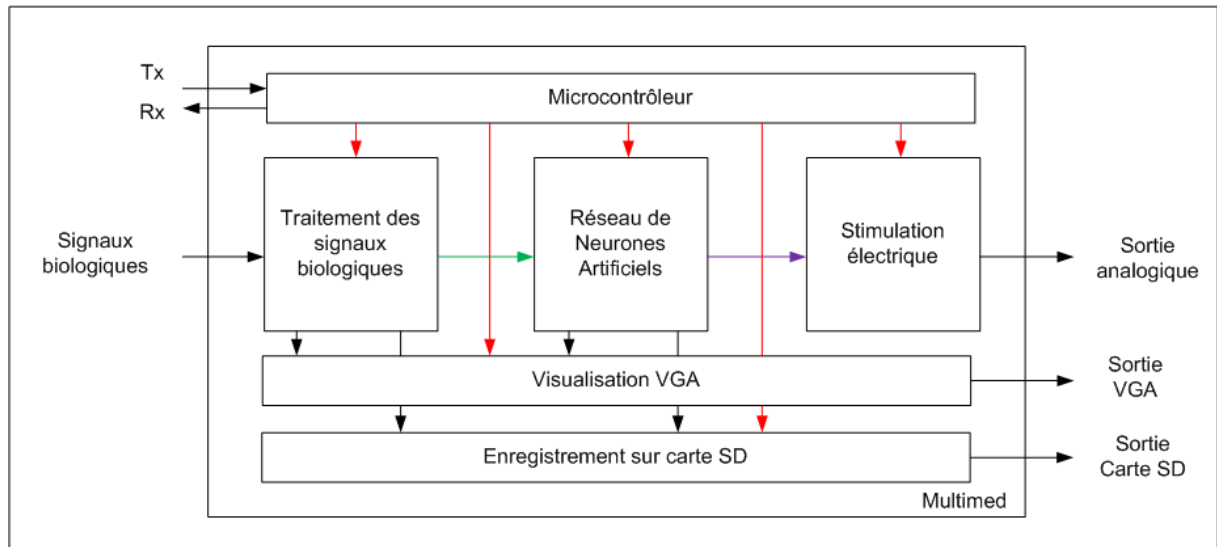 Tx
Rx
Microcontrôleur
Signaux
biologiques
Traitement des
signaux
biologiques
Réseau de
Neurones
Artificiels
Stimulation
électrique
Sortie
analogique
Visualisation VGA
Sortie
VGA
Enregistrement sur carte SD
Sortie
Carte SD
Multimed